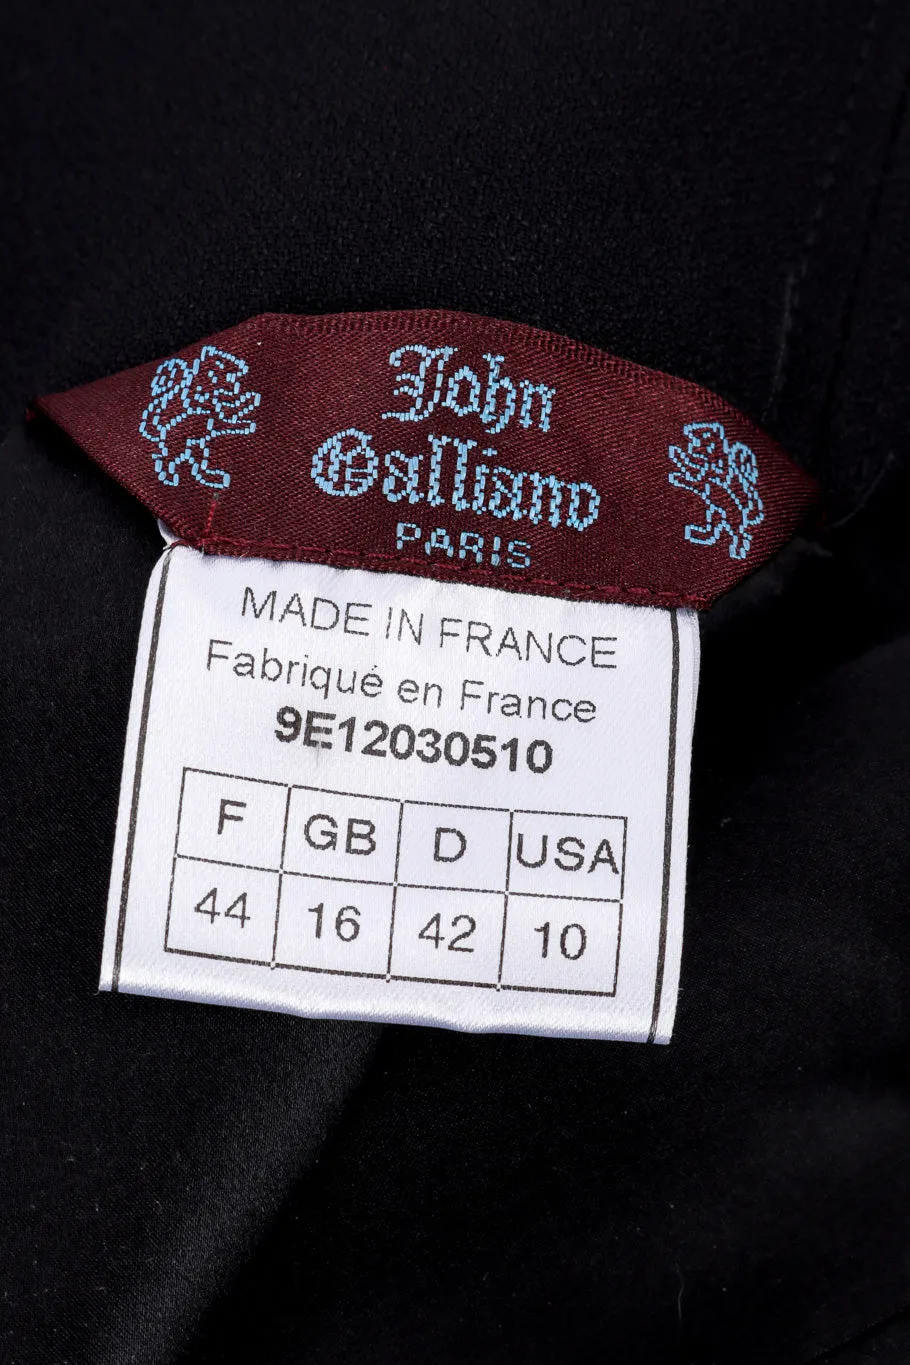 John
Galliano
PARIS
MADE IN FRANCE
Fabriqué en France
9E12030510
F GB D USA
44 16 42 10